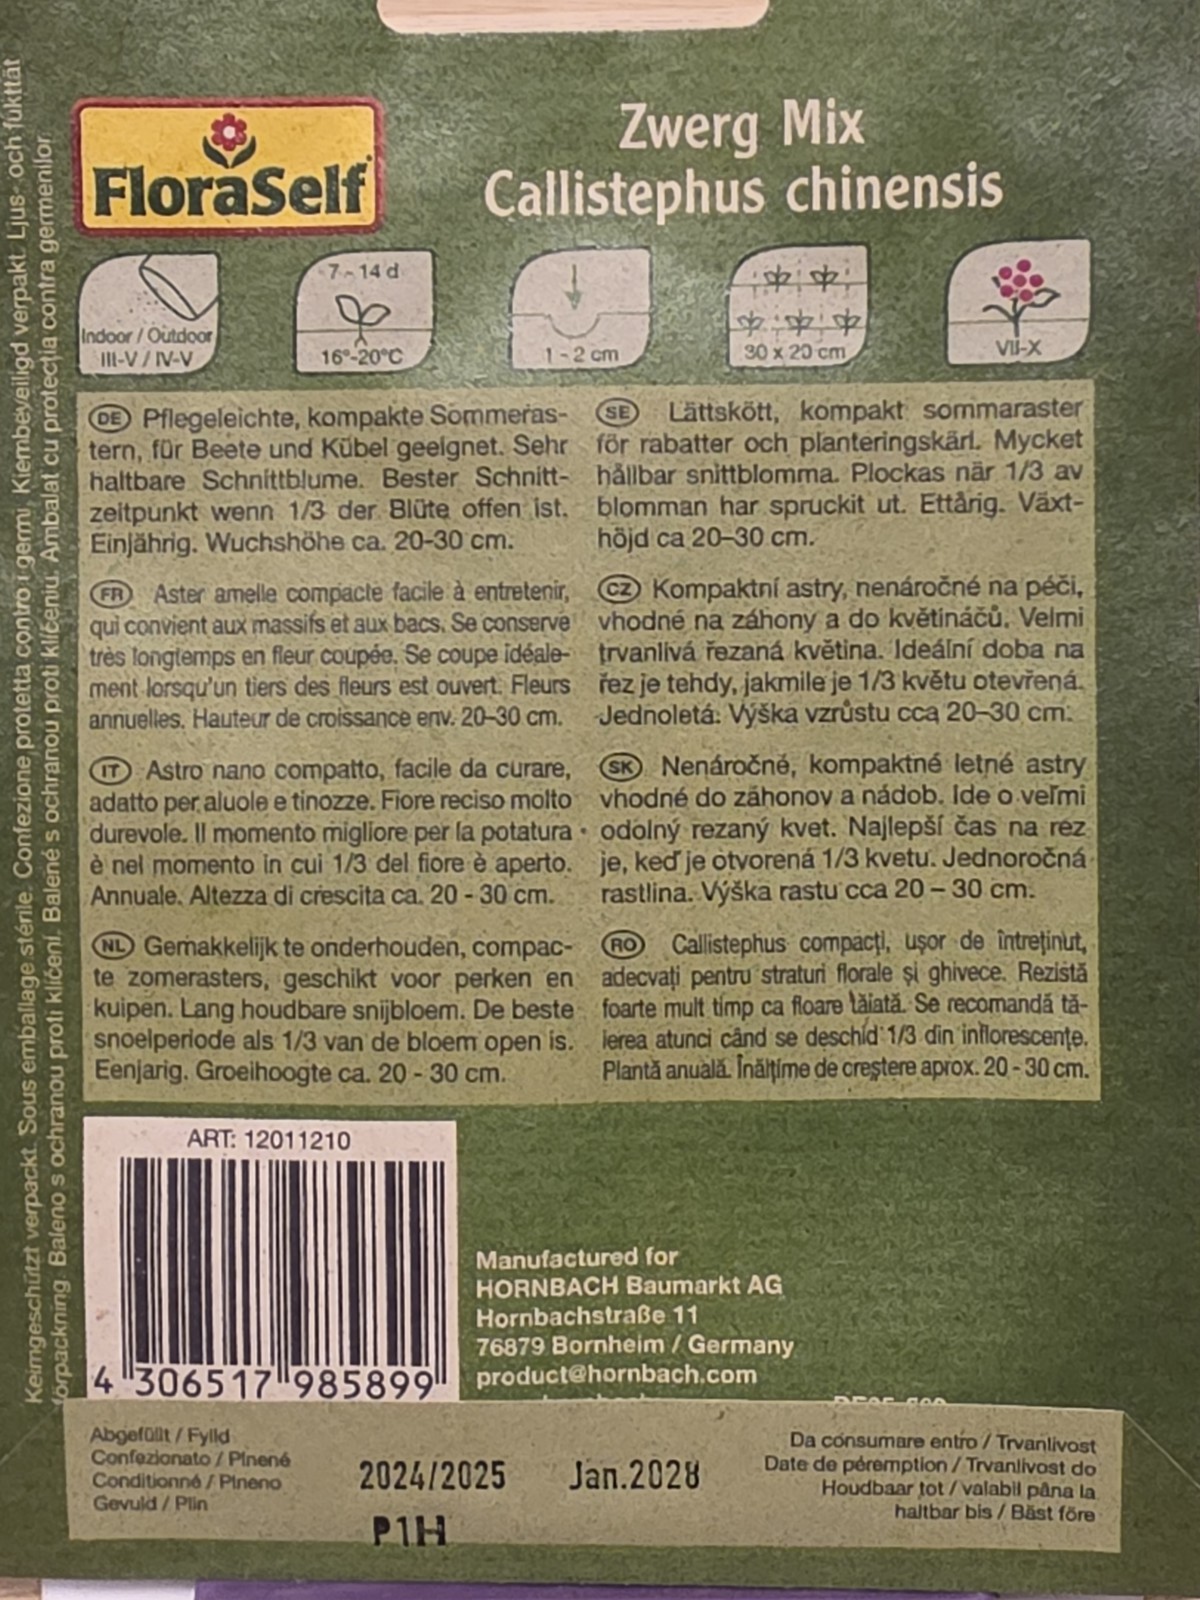 FloraSelf
Zwerg Mix
Callistephus chinensis
Indoor / Outdoor
III-V / IV-V
7 - 14 d
16°-20°C
1 - 2 cm
30 x 20 cm
VII-X
DE Pflegeleichte, kompakte Sommeras-
tern, für Beete und Kübel geeignet. Sehr
haltbare Schnittblume. Bester Schnitt-
zeitpunkt wenn 1/3 der Blüte offen ist.
Einjährig. Wuchshöhe ca. 20-30 cm.
FR Aster amelle compacte facile à entretenir,
qui convient aux massifs et aux bacs. Se conserve
très longtemps en fleur coupée. Se coupe idéale-
ment lorsqu'un tiers des fleurs est ouvert. Fleurs
annuelles. Hauteur de croissance env. 20–30 cm.
IT Astro nano compatto, facile da curare,
adatto per aluole e tinozze. Fiore reciso molto
durevole. Il momento migliore per la potatura
è nel momento in cui 1/3 del fiore è aperto.
Annuale. Altezza di crescita ca. 20 - 30 cm.
NL Gemakkelijk te onderhouden, compac-
te zomerasters, geschikt voor perken en
kuipen. Lang houdbare snijbloem. De beste
snoeiperiode als 1/3 van de bloem open is.
Eenjarig. Groeihoogte ca. 20 - 30 cm.
SE Lättskött, kompakt sommaraster
för rabatter och planteringskärl. Mycket
hållbar snittblomma. Plockas när 1/3 av
blomman har spruckit ut. Ettårig. Växt-
höjd ca 20–30 cm.
CZ Kompaktní astry, nenáročné na péči,
vhodné na záhony a do květináčů. Velmi
trvanlivá řezaná květina. Ideální doba na
řez je tehdy, jakmile je 1/3 květu otevřená.
Jednoletá. Výška vzrůstu cca 20–30 cm.
SK Nenáročné, kompaktné letné astry
vhodné do záhonov a nádob. Ide o veľmi
odolný rezaný kvet. Najlepší čas na rez
je, keď je otvorená 1/3 kvetu. Jednoročná
rastlina. Výška rastu cca 20 – 30 cm.
RO Callistephus compacți, ușor de întreținut,
adecvați pentru straturi florale și ghivece. Rezistă
foarte mult timp ca floare tăiată. Se recomandă tă-
ierea atunci când se deschid 1/3 din inflorescențe.
Plantă anuală. Înălțime de creștere aprox. 20 - 30 cm.
Keimgeschützt verpackt. Sous emballage stérile. Confezione protetta contro i germi. Kiembeveiligd verpakt. Ljus- och fukttät
förpackning Baleno s ochranou proti klíčení. Balené s ochranou proti klíčeniu. Ambalat cu protecția contra germenilor
ART: 12011210
4 306517 985899
Manufactured for
HORNBACH Baumarkt AG
Hornbachstraße 11
76879 Bornheim / Germany
product@hornbach.com
Abgefüllt / Fylld
Confezionato / Plnené
Conditionné / Plneno
Gevuld / Plin
2024/2025
Jan.2028
P1H
Da consumare entro / Trvanlivost
Date de péremption / Trvanlivost do
Houdbaar tot / valabil pâna la
haltbar bis / Bäst före